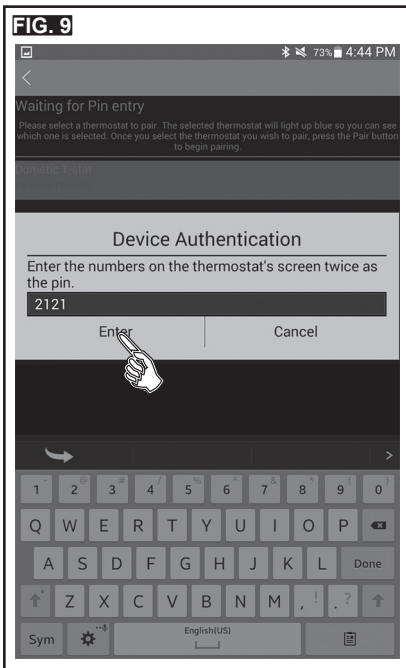 FIG. 9
73% 4:44 PM
<
Waiting for Pin entry
Please select a thermostat to pair. The selected thermostat will light up blue so you can see
which one is selected. Once you select the thermostat you wish to pair, press the Pair button
to begin pairing.
Dometic T-stat
Device Authentication
Enter the numbers on the thermostat's screen twice as
the pin.
2121
Enter Cancel
>
1 - 2 @ 3 # 4 / 5 % 6 ^ 7 & 8 * 9 ( 0 )
Q W E R T Y U I O P
A S D F G H J K L Done
Z X C V B N M , ! . ?
Sym English(US)